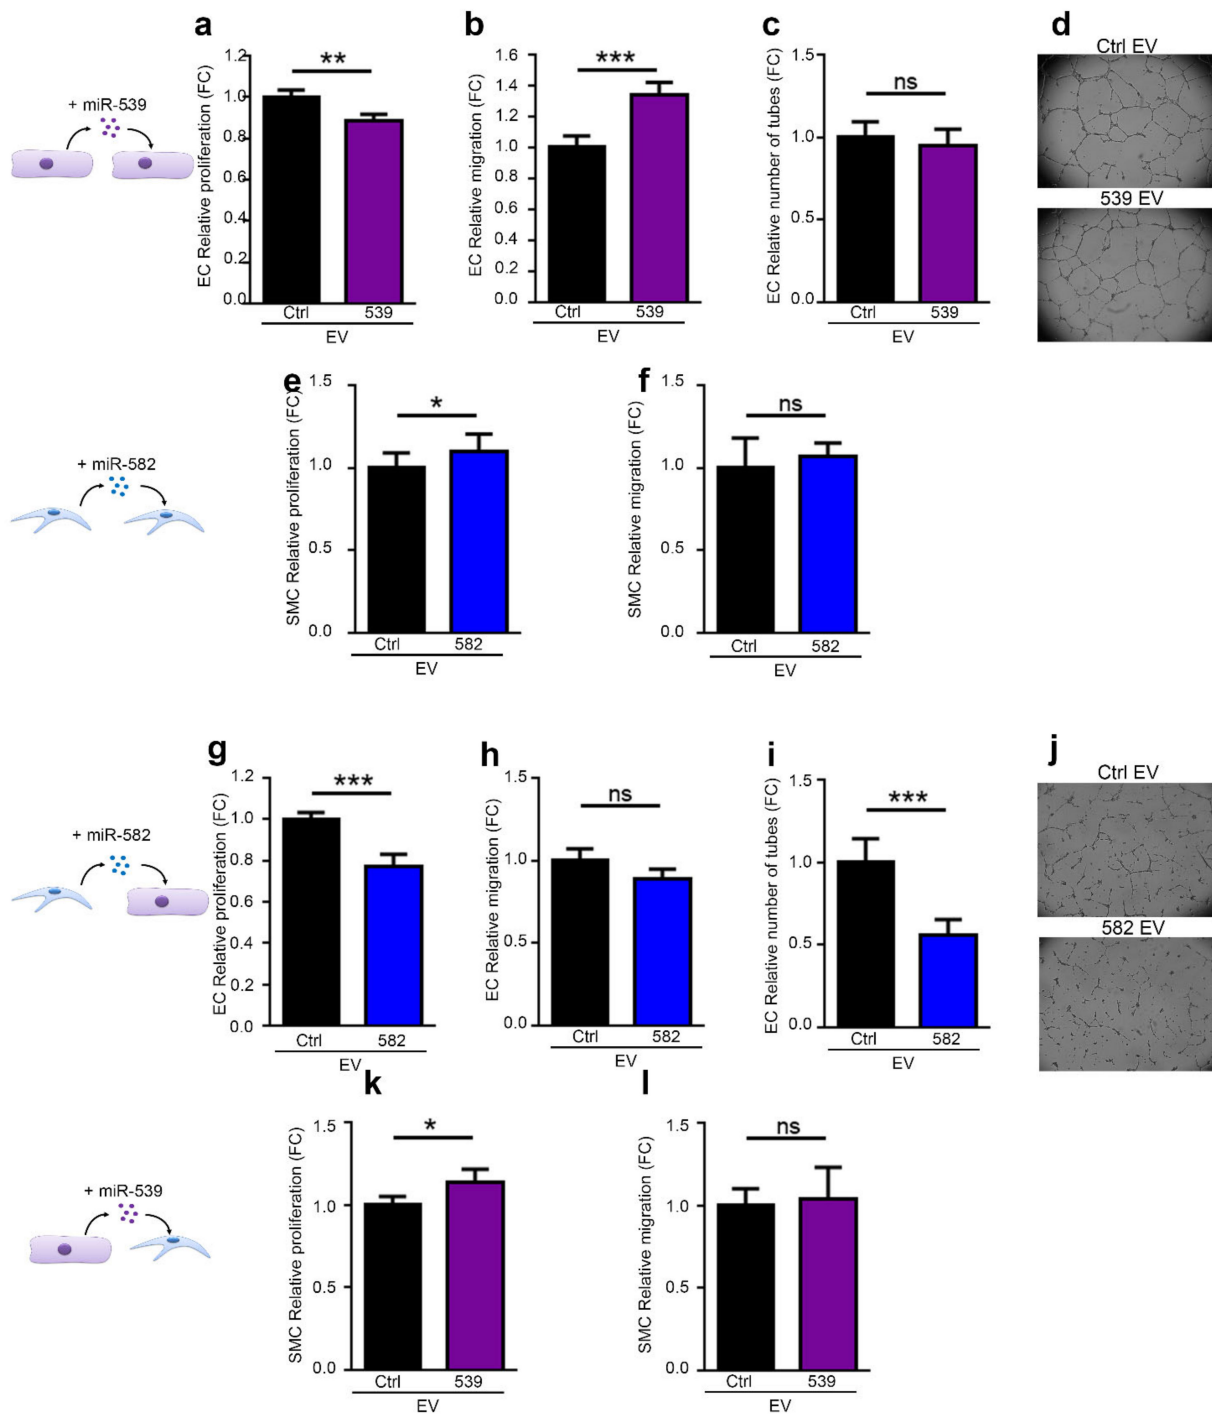 a
b
c
d
+ miR-539
EC Relative proliferation (FC)
1.2
1.0
0.8
0.6
0.4
0.2
0.0
**
Ctrl 539
EV
EC Relative migration (FC)
1.6
1.4
1.2
1.0
0.8
0.6
0.4
0.2
0.0
***
Ctrl 539
EV
EC Relative number of tubes (FC)
1.5
1.0
0.5
0.0
ns
Ctrl 539
EV
Ctrl EV
539 EV
e
f
+ miR-582
SMC Relative proliferation (FC)
1.5
1.0
0.5
0.0
*
Ctrl 582
EV
SMC Relative migration (FC)
1.5
1.0
0.5
0.0
ns
Ctrl 582
EV
g
h
i
j
+ miR-582
EC Relative proliferation (FC)
1.2
1.0
0.8
0.6
0.4
0.2
0.0
***
Ctrl 582
EV
EC Relative migration (FC)
1.5
1.0
0.5
0.0
ns
Ctrl 582
EV
EC Relative number of tubes (FC)
1.5
1.0
0.5
0.0
***
Ctrl 582
EV
Ctrl EV
582 EV
k
l
+ miR-539
SMC Relative proliferation (FC)
1.5
1.0
0.5
0.0
*
Ctrl 539
EV
SMC Relative migration (FC)
1.5
1.0
0.5
0.0
ns
Ctrl 539
EV